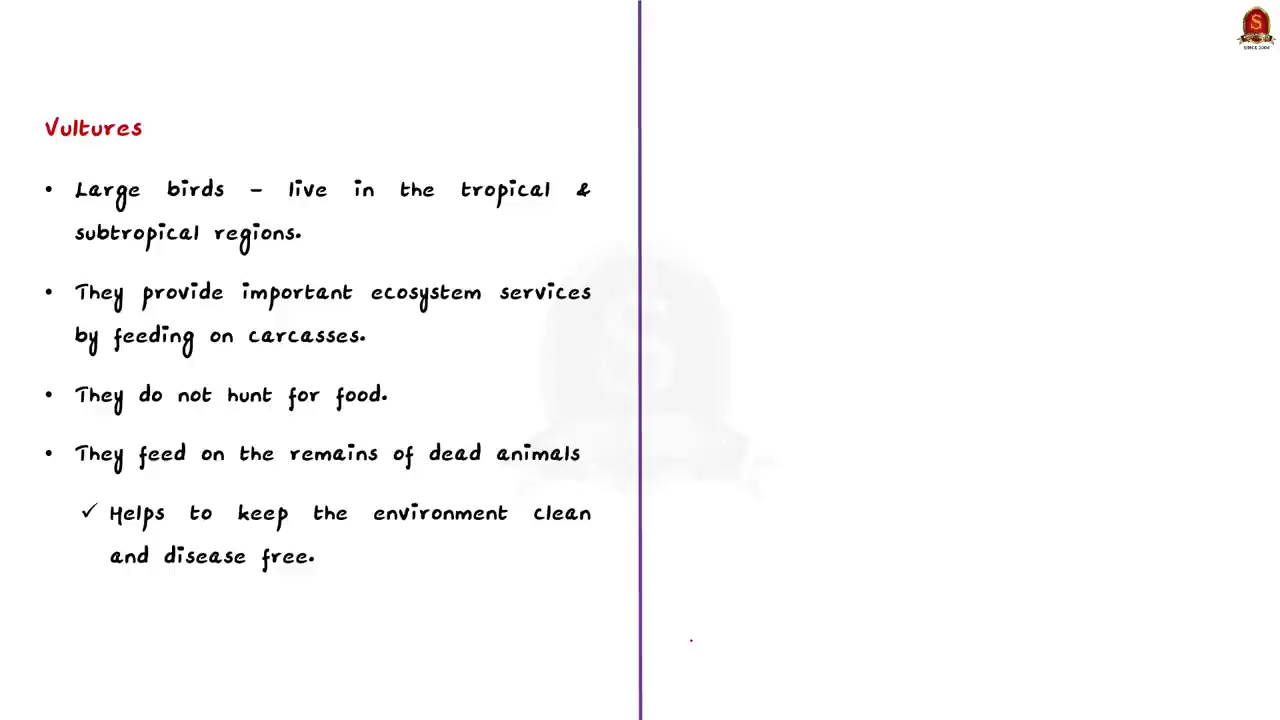 Vultures
• Large birds – live in the tropical &
subtropical regions.
• They provide important ecosystem services
by feeding on carcasses.
• They do not hunt for food.
• They feed on the remains of dead animals
✓ Helps to keep the environment clean
and disease free.
S
SINCE 2004